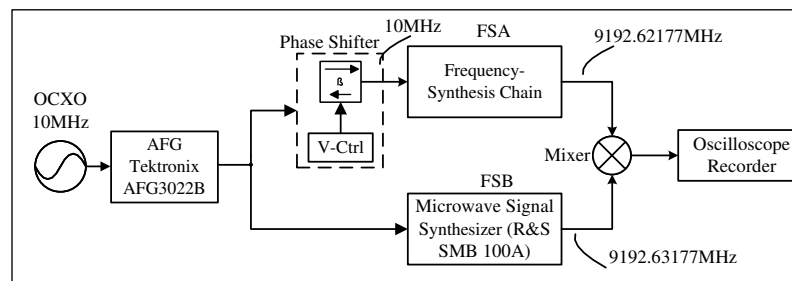 OCXO
10MHz
AFG
Tektronix
AFG3022B
Phase Shifter
ß
V-Ctrl
10MHz
FSA
Frequency-
Synthesis Chain
9192.62177MHz
FSB
Microwave Signal
Synthesizer (R&S
SMB 100A)
9192.63177MHz
Mixer
Oscilloscope
Recorder